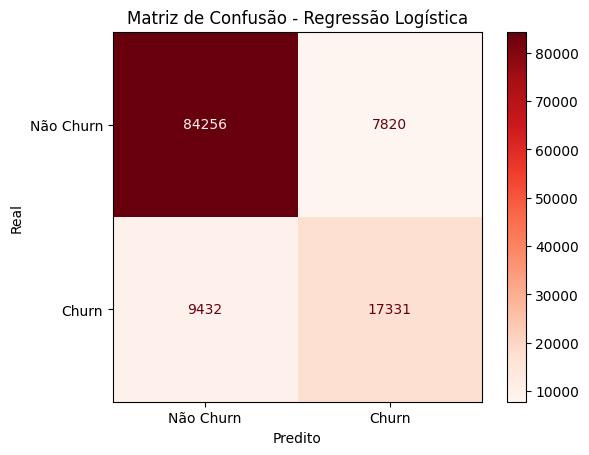 Matriz de Confusão - Regressão Logística
Não Churn
Churn
Real
84256
7820
9432
17331
Não Churn
Churn
Predito
80000
70000
60000
50000
40000
30000
20000
10000